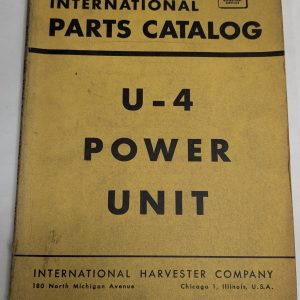 INTERNATIONAL
PARTS CATALOG
U-4
POWER
UNIT
INTERNATIONAL HARVESTER COMPANY
180 North Michigan Avenue Chicago 1, Illinois, U.S.A.